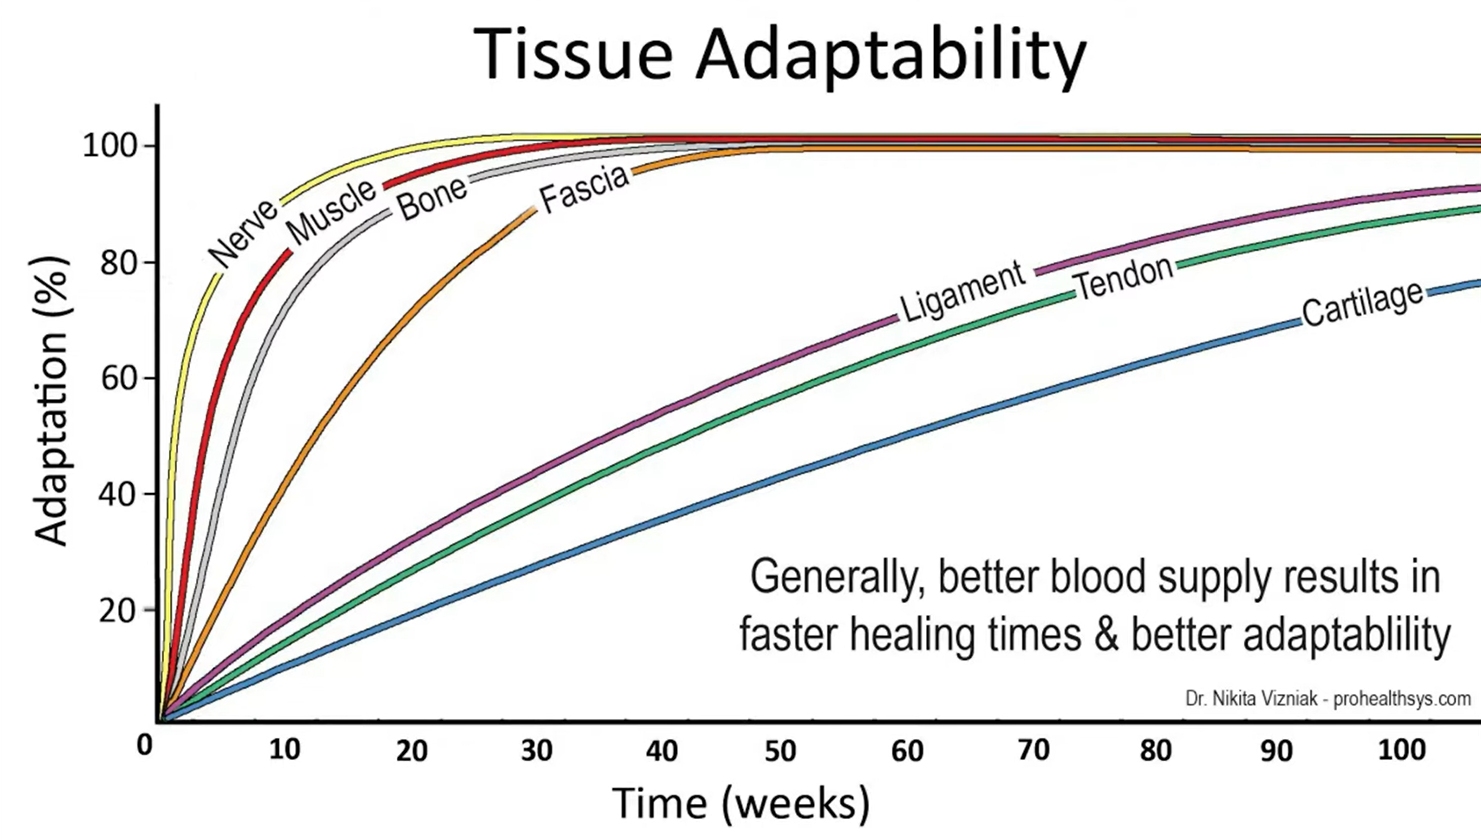 Tissue Adaptability
Adaptation (%)
100
80
60
40
20
Nerve
Muscle
Bone
Fascia
Ligament
Tendon
Cartilage
Generally, better blood supply results in
faster healing times & better adaptablility
Dr. Nikita Vizniak - prohealthsys.com
0 10 20 30 40 50 60 70 80 90 100
Time (weeks)